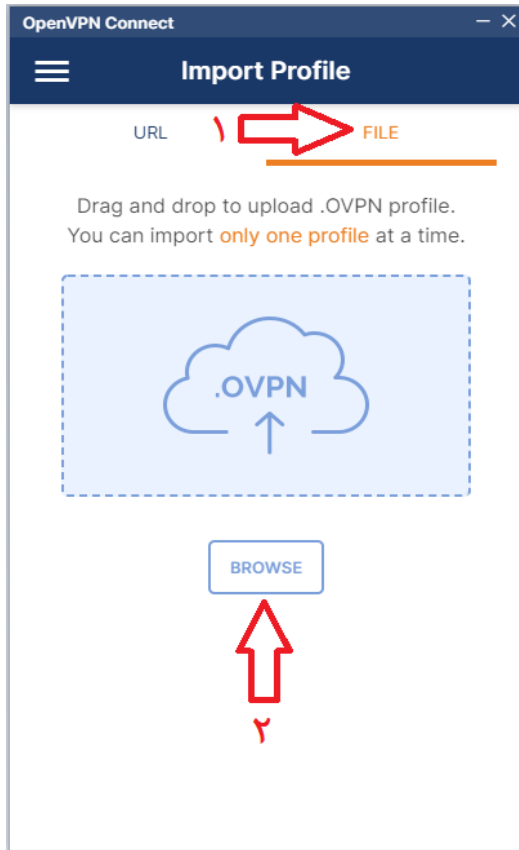 OpenVPN Connect
Import Profile
URL ۱ FILE
Drag and drop to upload .OVPN profile.
You can import only one profile at a time.
.OVPN
BROWSE
۲